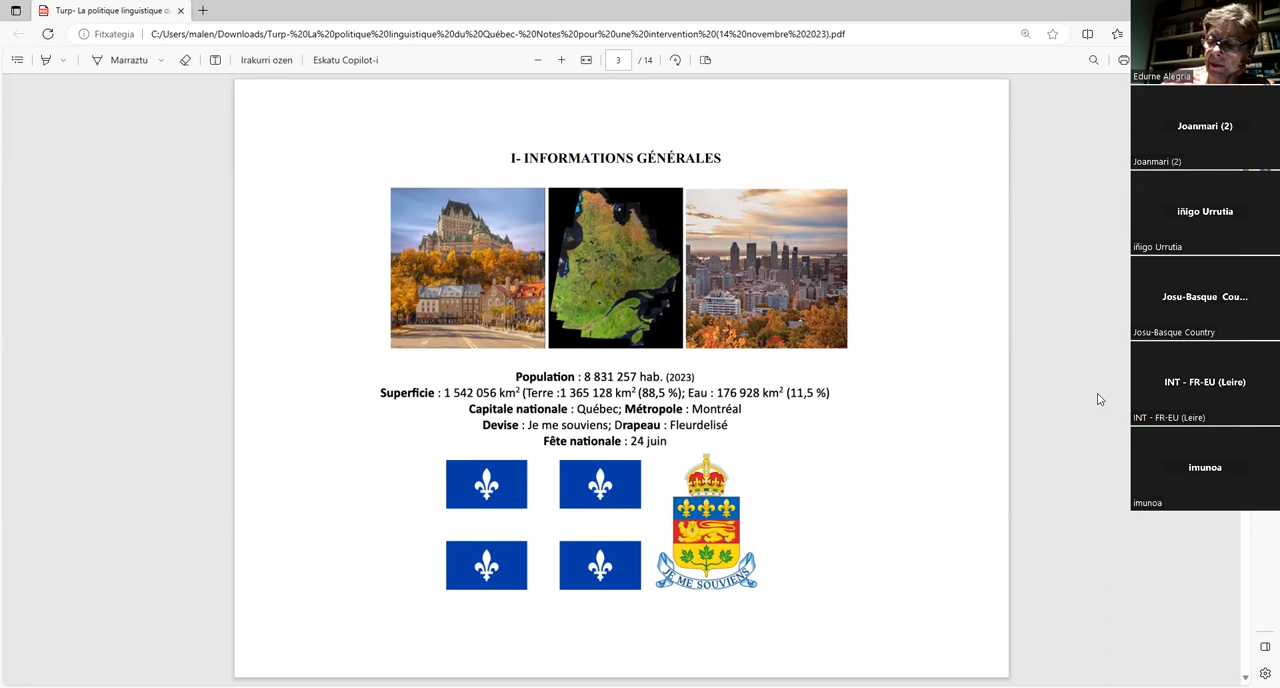 Turp- La politique linguistique d
Fitxategia
C:/Users/malen/Downloads/Turp-%20La%20politique%20linguistique%20du%20Québec-%20Notes%20pour%20une%20intervention%20(14%20novembre%202023).pdf
Marraztu
Irakurri ozen
Eskatu Copilot-i
3 / 14
I- INFORMATIONS GÉNÉRALES
Population : 8 831 257 hab. (2023)
Superficie : 1 542 056 km² (Terre :1 365 128 km² (88,5 %); Eau : 176 928 km² (11,5 %)
Capitale nationale : Québec; Métropole : Montréal
Devise : Je me souviens; Drapeau : Fleurdelisé
Fête nationale : 24 juin
JE ME SOUVIENS
Edurne Alegria
Joanmari (2)
Joanmari (2)
iñigo Urrutia
iñigo Urrutia
Josu-Basque Cou...
Josu-Basque Country
INT - FR-EU (Leire)
INT - FR-EU (Leire)
imunoa
imunoa